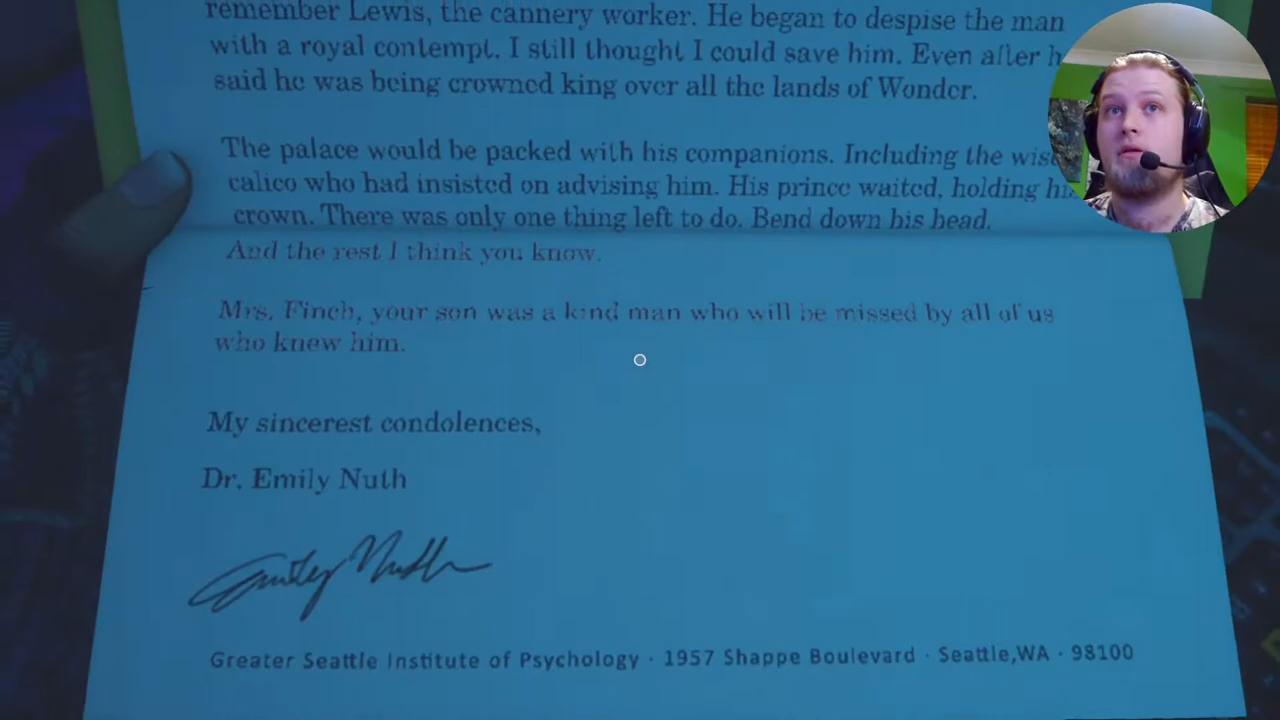 remember Lewis, the cannery worker. He began to despise the man
with a royal contempt. I still thought I could save him. Even after
said he was being crowned king over all the lands of Wonder.
The palace would be packed with his companions. Including the
calico who had insisted on advising him. His prince waited, holding
crown. There was only one thing left to do. Bend down his head.
And the rest I think you know.
Mrs. Finch, your son was a kind man who will be missed by all of us
who knew him.
My sincerest condolences,
Dr. Emily Nuth
Emily Nuth
Greater Seattle Institute of Psychology · 1957 Shappe Boulevard · Seattle,WA · 98100